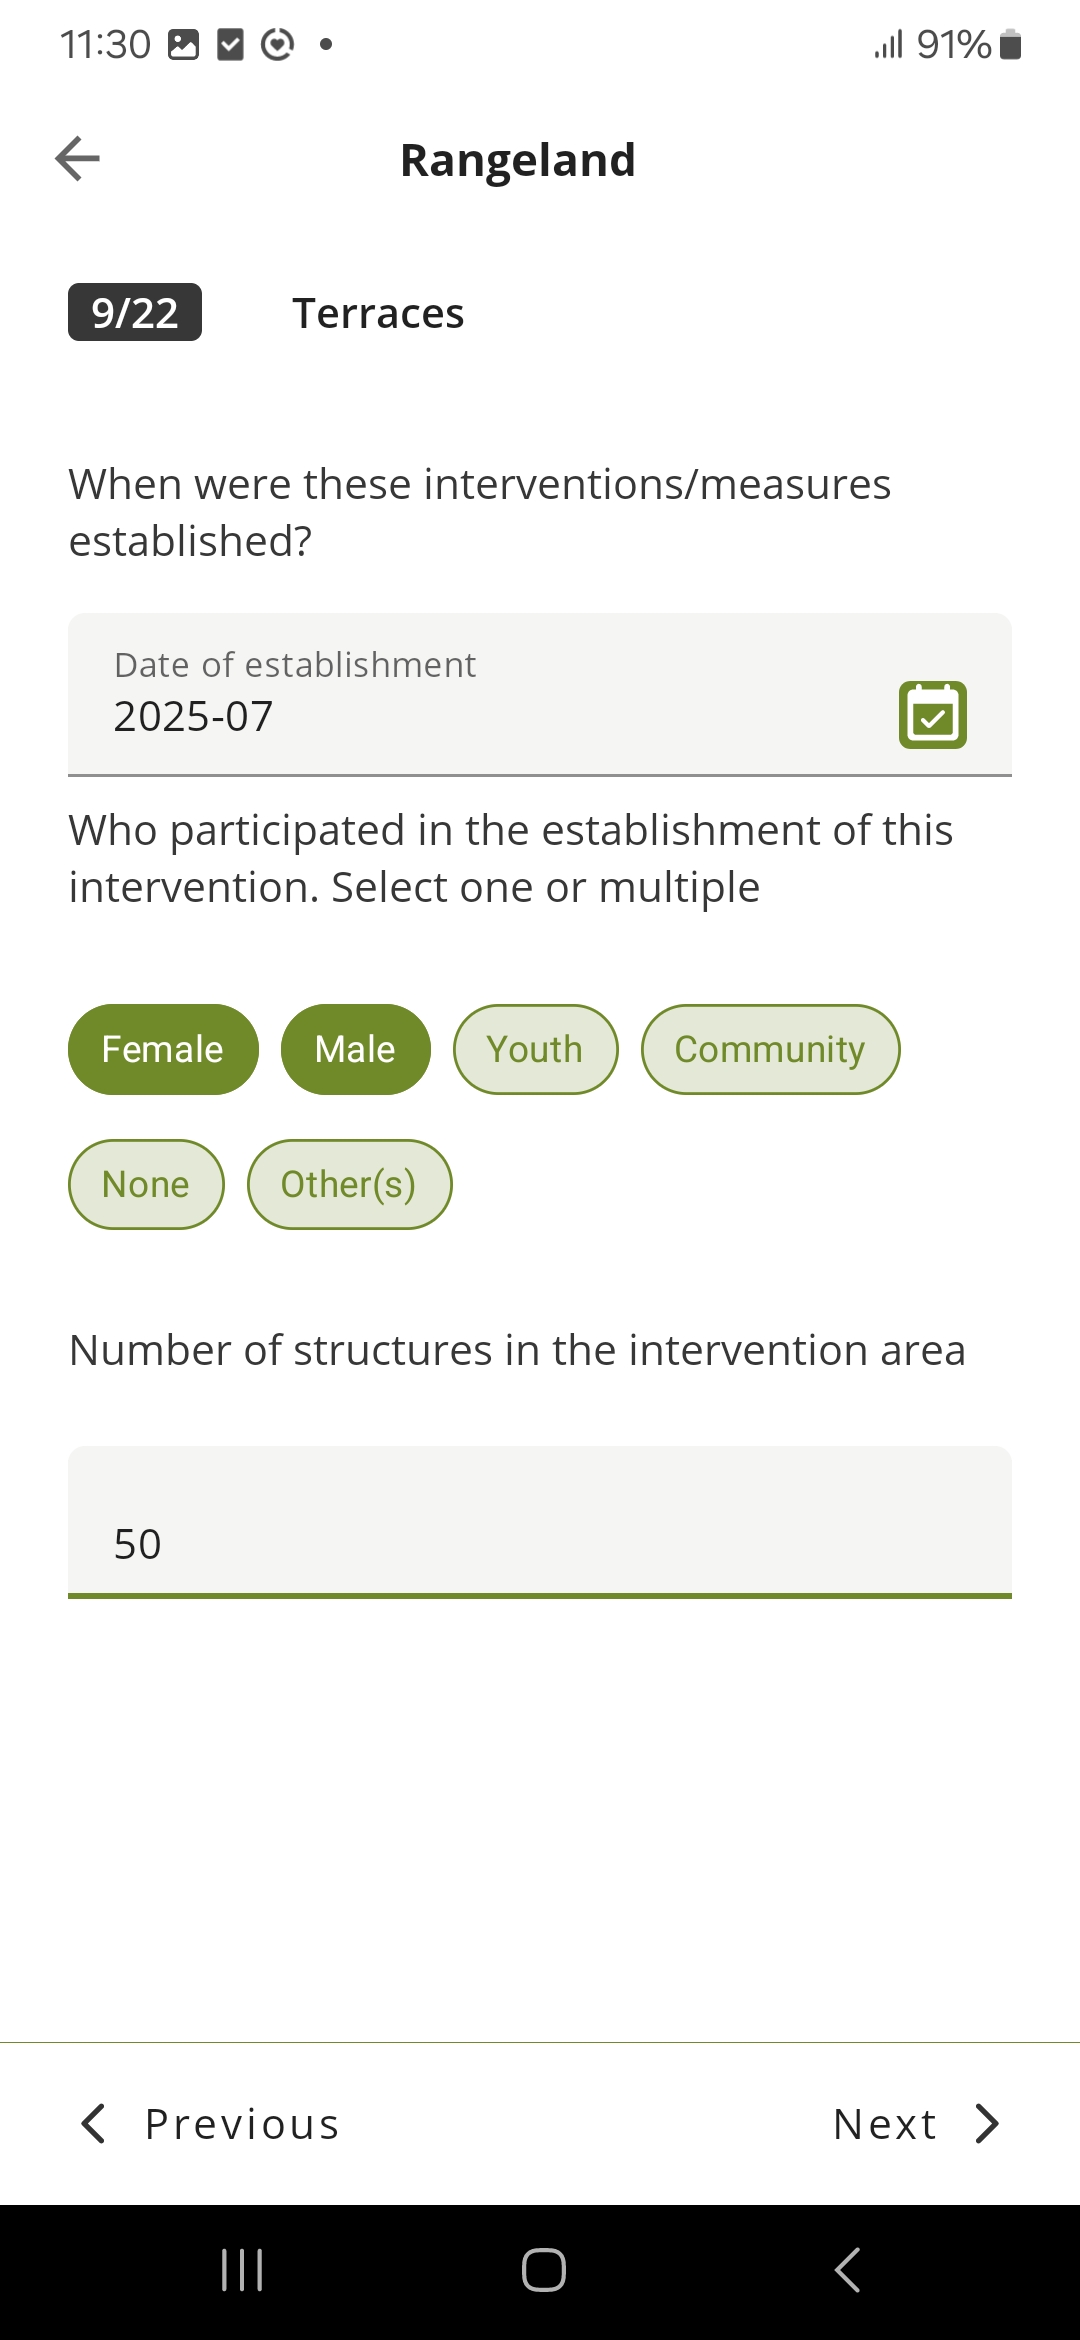 11:30
91%
Rangeland
9/22 Terraces
When were these interventions/measures
established?
Date of establishment
2025-07
Who participated in the establishment of this
intervention. Select one or multiple
Female Male Youth Community
None Other(s)
Number of structures in the intervention area
50
Previous Next